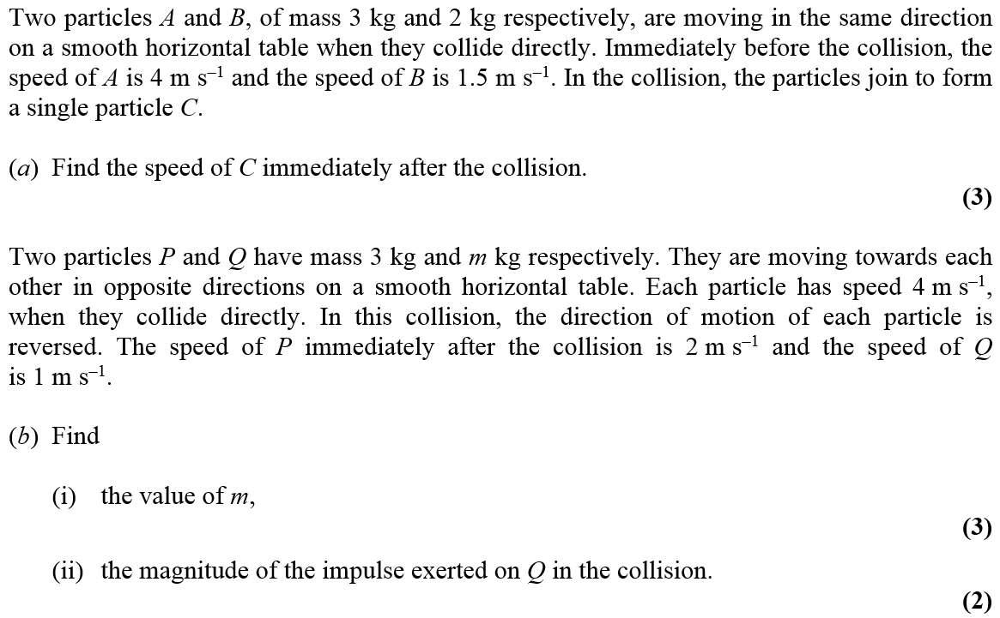 Two particles A and B, of mass 3 kg and 2 kg respectively, are moving in the same direction
on a smooth horizontal table when they collide directly. Immediately before the collision, the
speed of A is 4 m s⁻¹ and the speed of B is 1.5 m s⁻¹. In the collision, the particles join to form
a single particle C.
(a) Find the speed of C immediately after the collision.
(3)
Two particles P and Q have mass 3 kg and m kg respectively. They are moving towards each
other in opposite directions on a smooth horizontal table. Each particle has speed 4 m s⁻¹,
when they collide directly. In this collision, the direction of motion of each particle is
reversed. The speed of P immediately after the collision is 2 m s⁻¹ and the speed of Q
is 1 m s⁻¹.
(b) Find
(i) the value of m,
(3)
(ii) the magnitude of the impulse exerted on Q in the collision.
(2)